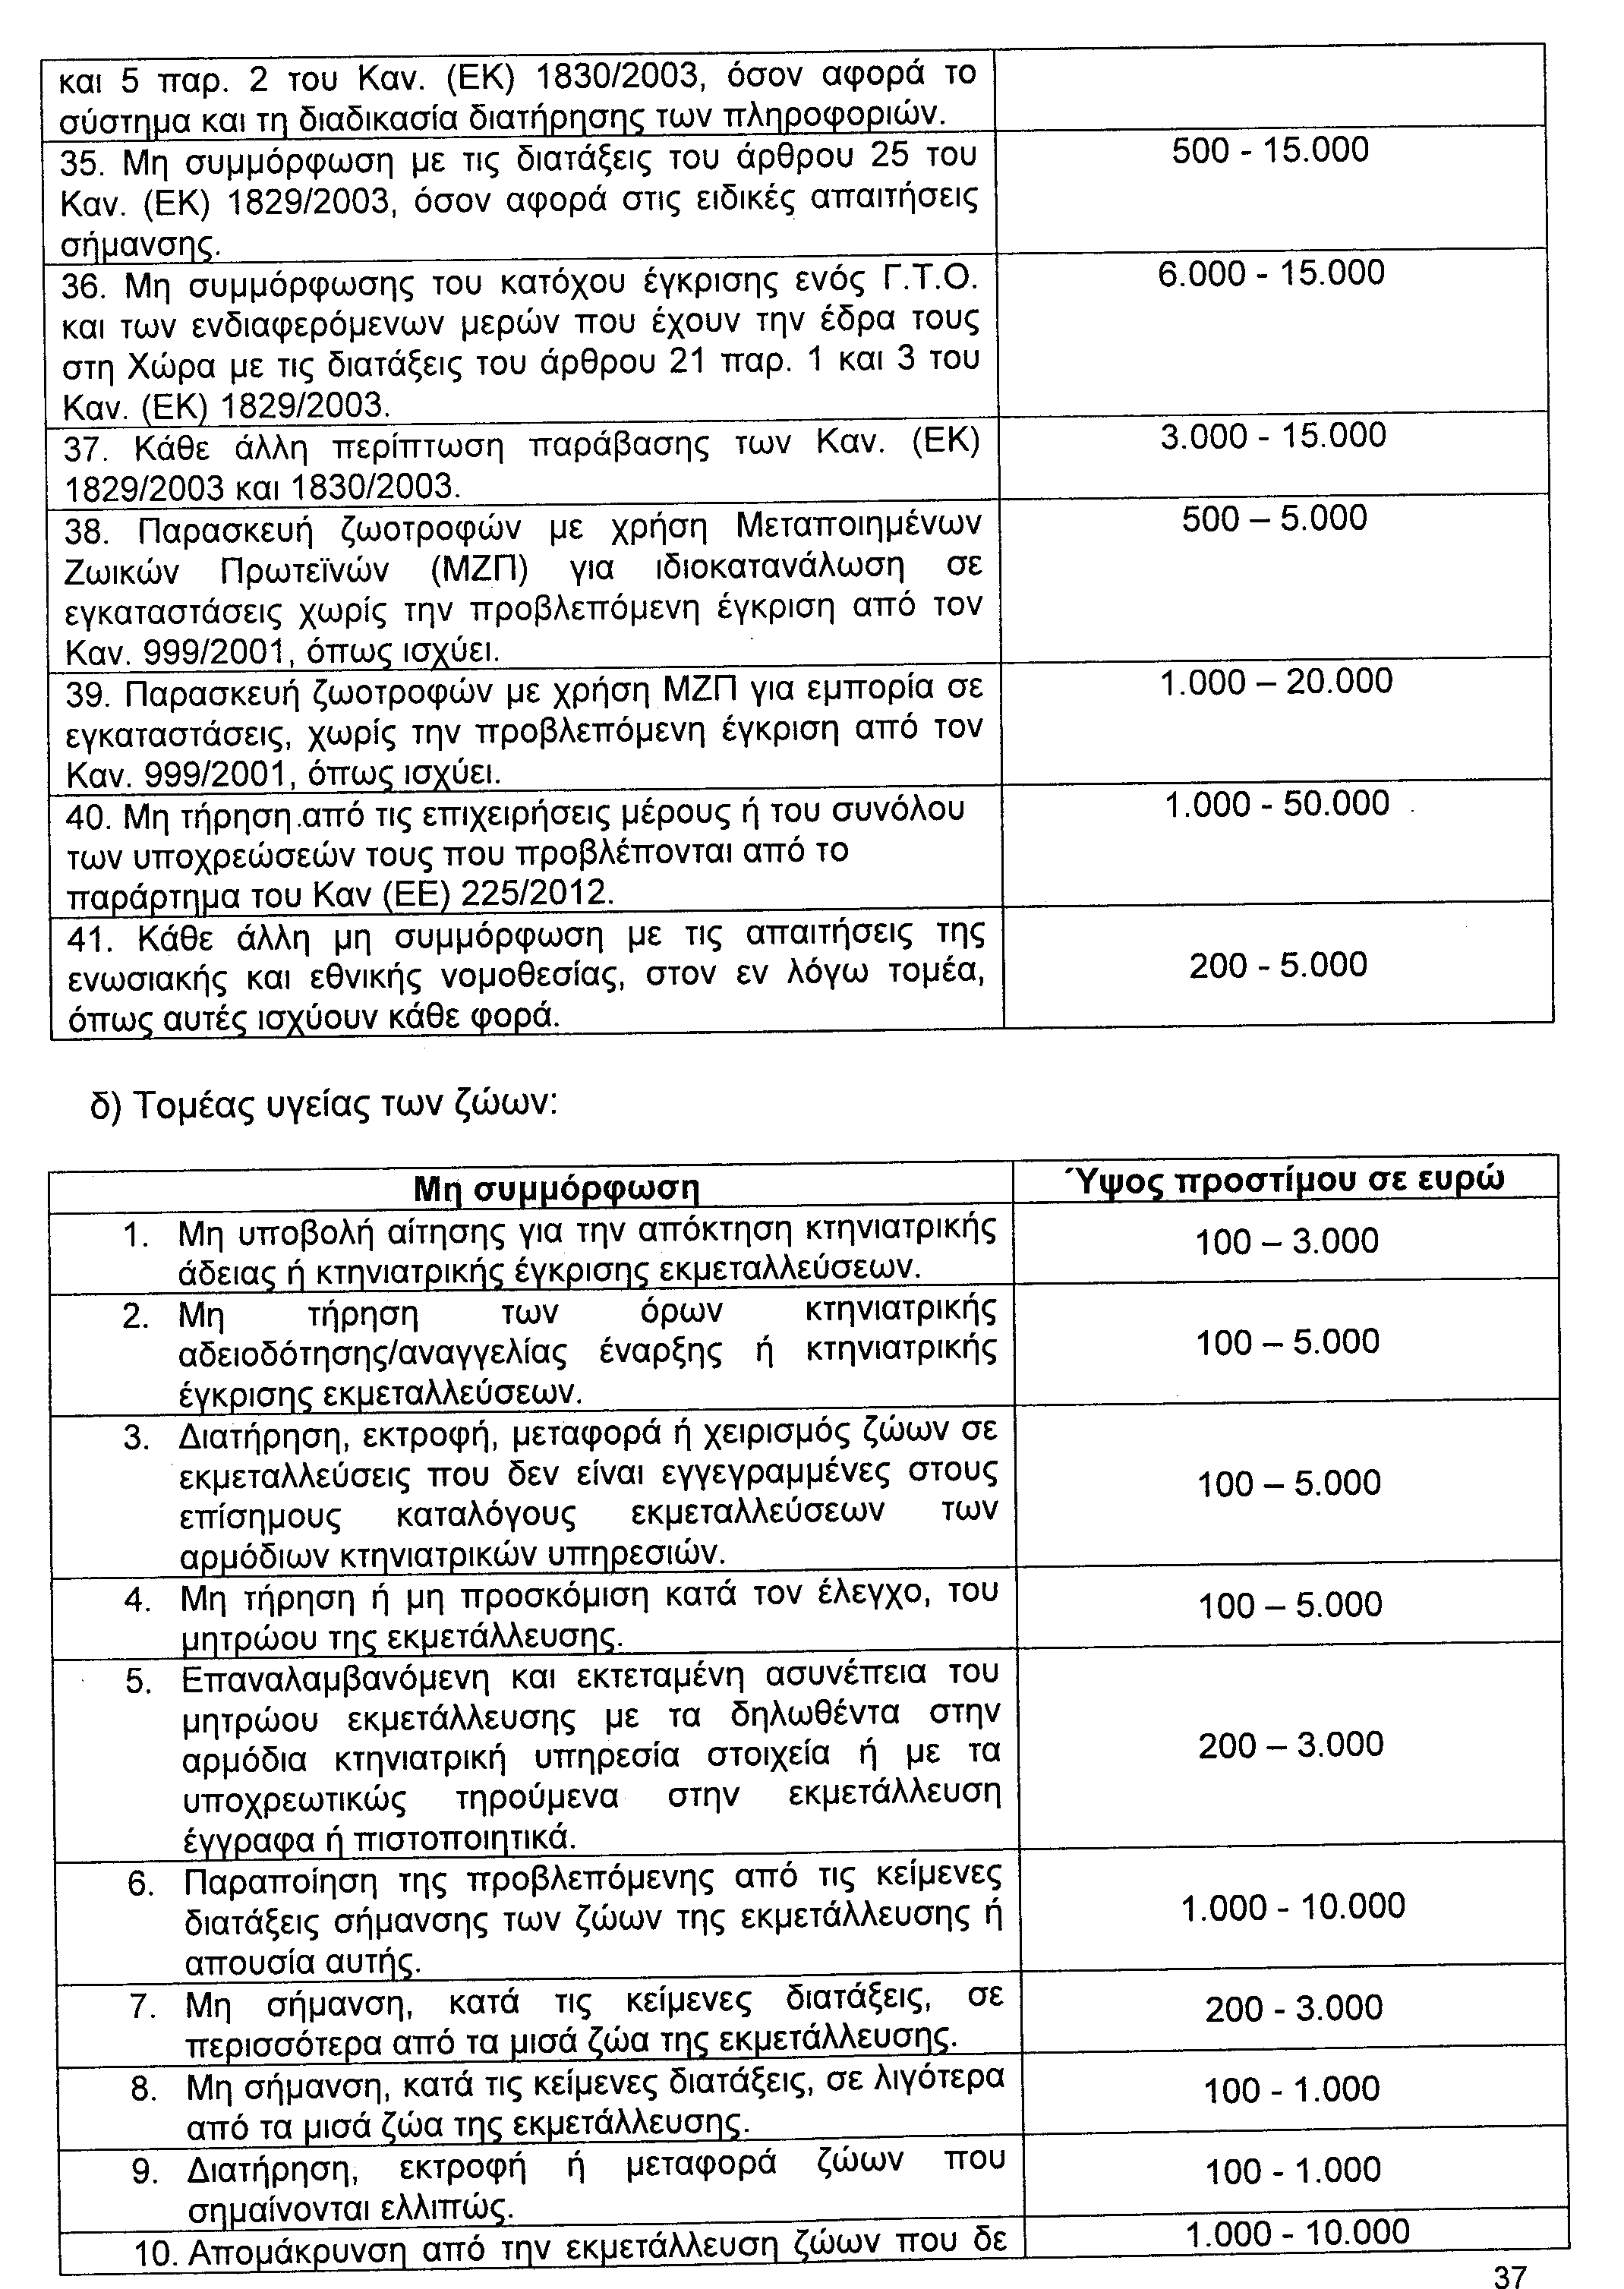 και 5 παρ. 2 του Καν. (ΕΚ) 1830/2003, όσον αφορά το
σύστημα και τη διαδικασία διατήρησης των πληροφοριών.
35. Μη συμμόρφωση με τις διατάξεις του άρθρου 25 του
500 - 15.000
Καν. (ΕΚ) 1829/2003, όσον αφορά στις ειδικές απαιτήσεις
σήμανσης.
36. Μη συμμόρφωσης του κατόχου έγκρισης ενός Γ.Τ.Ο.
6.000 - 15.000
και των ενδιαφερόμενων μερών που έχουν την έδρα τους
στη Χώρα με τις διατάξεις του άρθρου 21 παρ. 1 και 3 του
Καν. (ΕΚ) 1829/2003.
37. Κάθε άλλη περίπτωση παράβασης των Καν. (ΕΚ)
3.000 - 15.000
1829/2003 και 1830/2003.
38. Παρασκευή ζωοτροφών με χρήση Μεταποιημένων
500 – 5.000
Ζωικών Πρωτεϊνών (ΜΖΠ) για ιδιοκατανάλωση σε
εγκαταστάσεις χωρίς την προβλεπόμενη έγκριση από τον
Καν. 999/2001, όπως ισχύει.
39. Παρασκευή ζωοτροφών με χρήση ΜΖΠ για εμπορία σε
1.000 – 20.000
εγκαταστάσεις, χωρίς την προβλεπόμενη έγκριση από τον
Καν. 999/2001, όπως ισχύει.
40. Μη τήρηση από τις επιχειρήσεις μέρους ή του συνόλου
1.000 - 50.000
των υποχρεώσεών τους που προβλέπονται από το
παράρτημα του Καν (ΕΕ) 225/2012.
41. Κάθε άλλη μη συμμόρφωση με τις απαιτήσεις της
ενωσιακής και εθνικής νομοθεσίας, στον εν λόγω τομέα,
200 - 5.000
όπως αυτές ισχύουν κάθε φορά.
δ) Τομέας υγείας των ζώων:
Μη συμμόρφωση
Ύψος προστίμου σε ευρώ
1. Μη υποβολή αίτησης για την απόκτηση κτηνιατρικής
100 – 3.000
άδειας ή κτηνιατρικής έγκρισης εκμεταλλεύσεων.
2. Μη τήρηση των όρων κτηνιατρικής
αδειοδότησης/αναγγελίας έναρξης ή κτηνιατρικής
100 – 5.000
έγκρισης εκμεταλλεύσεων.
3. Διατήρηση, εκτροφή, μεταφορά ή χειρισμός ζώων σε
εκμεταλλεύσεις που δεν είναι εγγεγραμμένες στους
100 – 5.000
επίσημους καταλόγους εκμεταλλεύσεων των
αρμόδιων κτηνιατρικών υπηρεσιών.
4. Μη τήρηση ή μη προσκόμιση κατά τον έλεγχο, του
100 – 5.000
μητρώου της εκμετάλλευσης.
5. Επαναλαμβανόμενη και εκτεταμένη ασυνέπεια του
μητρώου εκμετάλλευσης με τα δηλωθέντα στην
αρμόδια κτηνιατρική υπηρεσία στοιχεία ή με τα
200 – 3.000
υποχρεωτικώς τηρούμενα στην εκμετάλλευση
έγγραφα ή πιστοποιητικά.
6. Παραποίηση της προβλεπόμενης από τις κείμενες
διατάξεις σήμανσης των ζώων της εκμετάλλευσης ή
1.000 - 10.000
απουσία αυτής.
7. Μη σήμανση, κατά τις κείμενες διατάξεις, σε
200 - 3.000
περισσότερα από τα μισά ζώα της εκμετάλλευσης.
8. Μη σήμανση, κατά τις κείμενες διατάξεις, σε λιγότερα
100 - 1.000
από τα μισά ζώα της εκμετάλλευσης.
9. Διατήρηση, εκτροφή ή μεταφορά ζώων που
100 - 1.000
σημαίνονται ελλιπώς.
10. Απομάκρυνση από την εκμετάλλευση ζώων που δε
1.000 - 10.000
37